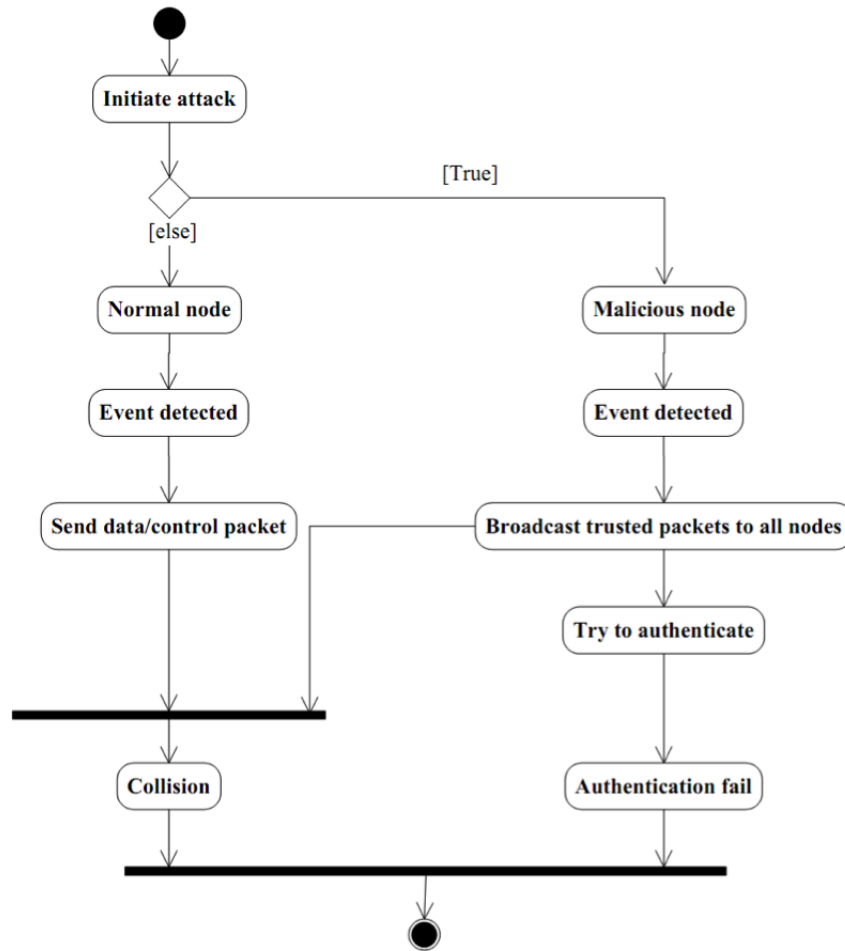 Initiate attack
[True]
[else]
Normal node
Malicious node
Event detected
Event detected
Send data/control packet
Broadcast trusted packets to all nodes
Try to authenticate
Collision
Authentication fail